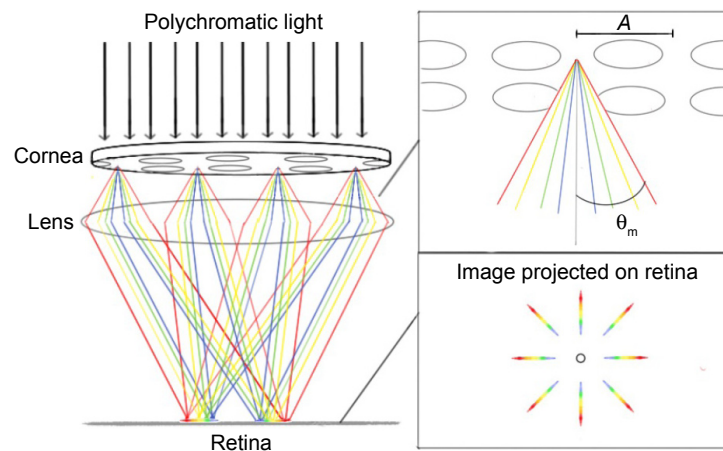 Polychromatic light
Cornea
Lens
Retina
A
θm
Image projected on retina